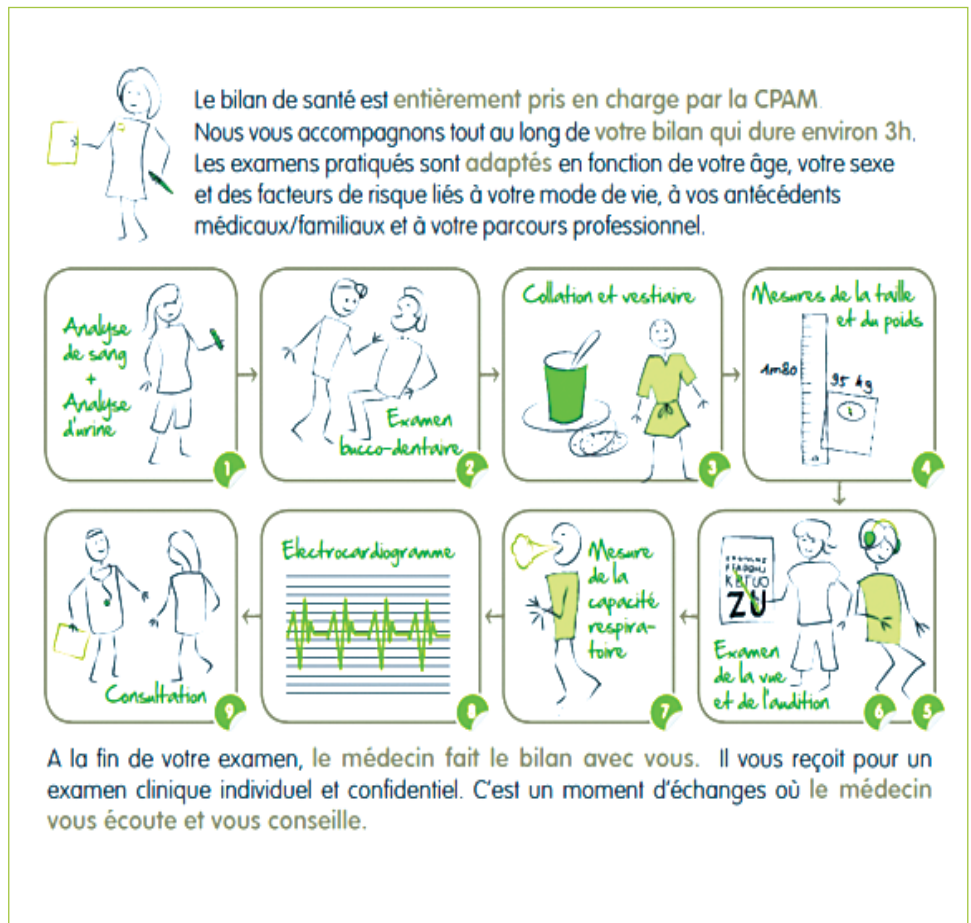 Le bilan de santé est entièrement pris en charge par la CPAM.
Nous vous accompagnons tout au long de votre bilan qui dure environ 3h.
Les examens pratiqués sont adaptés en fonction de votre âge, votre sexe
et des facteurs de risque liés à votre mode de vie, à vos antécédents
médicaux/familiaux et à votre parcours professionnel.
Analyse
de sang
+
Analyse
d'urine
1
Examen
bucco-dentaire
2
Collation et vestiaire
3
Mesures de la taille
et du poids
1m80
95 kg
4
KBTUO
ZU
Examen
de la vue
et de l'audition
6
5
Mesure
de la
capacité
respira-
toire
7
Electrocardiogramme
8
Consultation
9
A la fin de votre examen, le médecin fait le bilan avec vous. Il vous reçoit pour un
examen clinique individuel et confidentiel. C'est un moment d'échanges où le médecin
vous écoute et vous conseille.